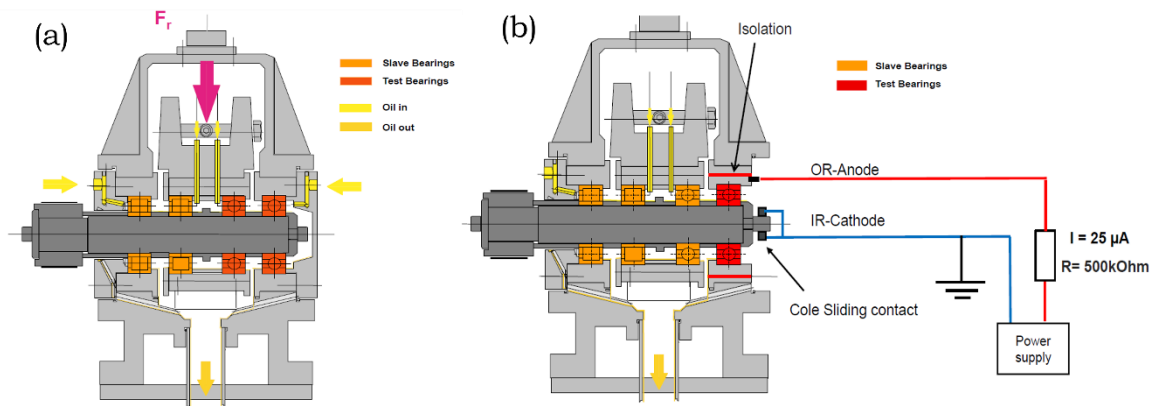 (a)
Fr
Slave Bearings
Test Bearings
Oil in
Oil out
(b)
Isolation
Slave Bearings
Test Bearings
OR-Anode
IR-Cathode
I = 25 µA
R= 500kOhm
Cole Sliding contact
Power
supply